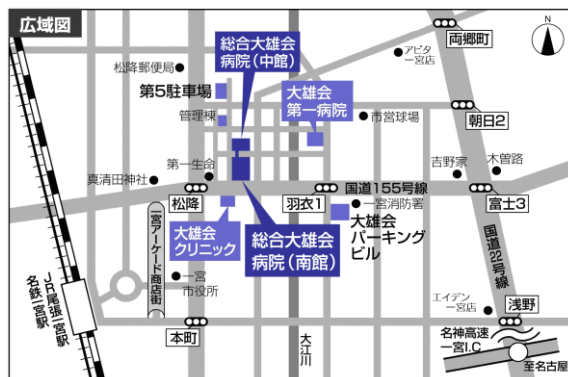 広域図
N
両郷町
アピタ
一宮店
総合大雄会
病院(中館)
松降郵便局
第5駐車場
大雄会
第一病院
管理棟
市営球場
朝日2
第一生命
吉野家
木曽路
真清田神社
国道155号線
松降
羽衣1
富士3
一宮消防署
大雄会
パーキング
ビル
大雄会
クリニック
総合大雄会
病院(南館)
国道22号線
一宮アーケード商店街
一宮
市役所
エイデン
一宮店
浅野
JR尾張一宮駅
名鉄一宮駅
本町
大江川
名神高速
一宮I.C
至名古屋